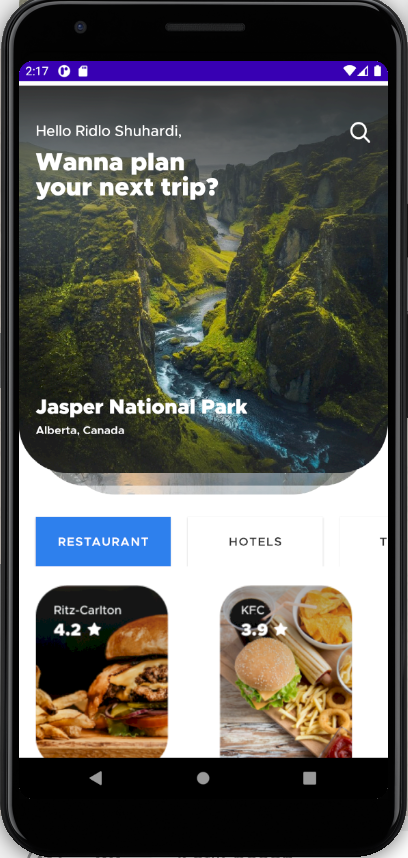 2:17
Hello Ridlo Shuhardi,
Wanna plan
your next trip?
Jasper National Park
Alberta, Canada
RESTAURANT
HOTELS
T
Ritz-Carlton
4.2
KFC
3.9